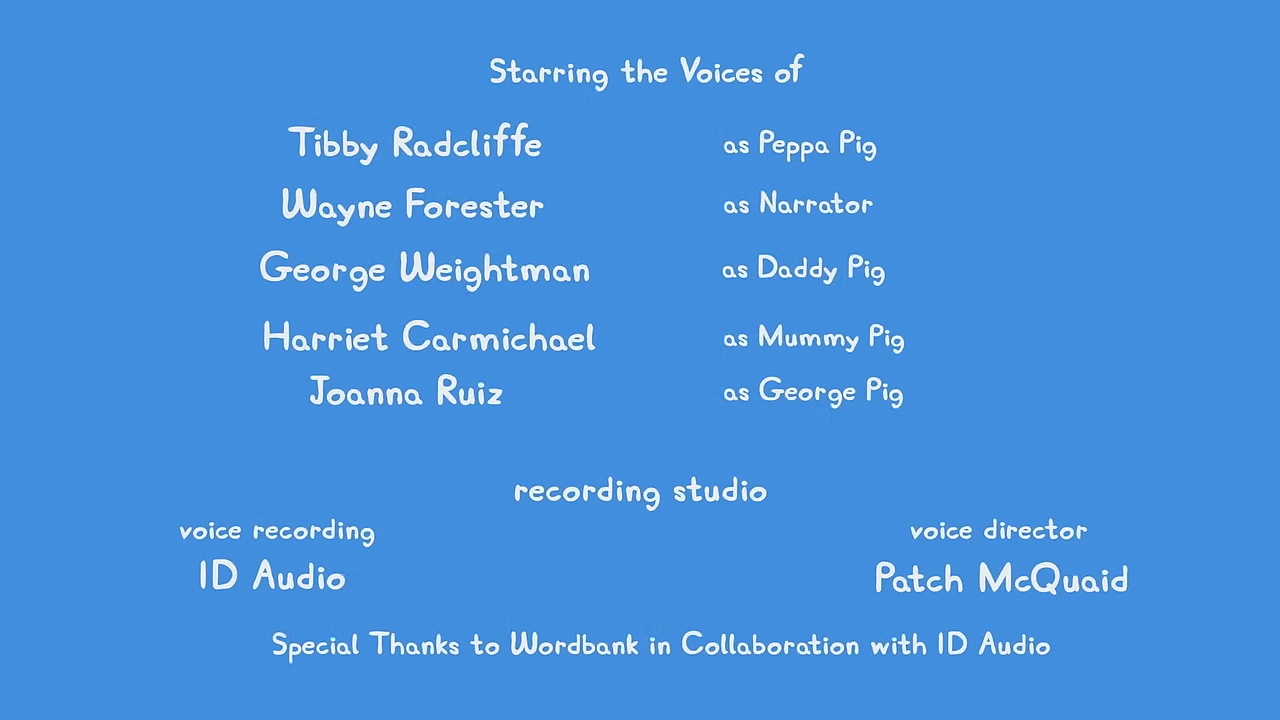 Starring the Voices of
Tibby Radcliffe as Peppa Pig
Wayne Forester as Narrator
George Weightman as Daddy Pig
Harriet Carmichael as Mummy Pig
Joanna Ruiz as George Pig
recording studio
voice recording voice director
ID Audio Patch McQuaid
Special Thanks to Wordbank in Collaboration with ID Audio